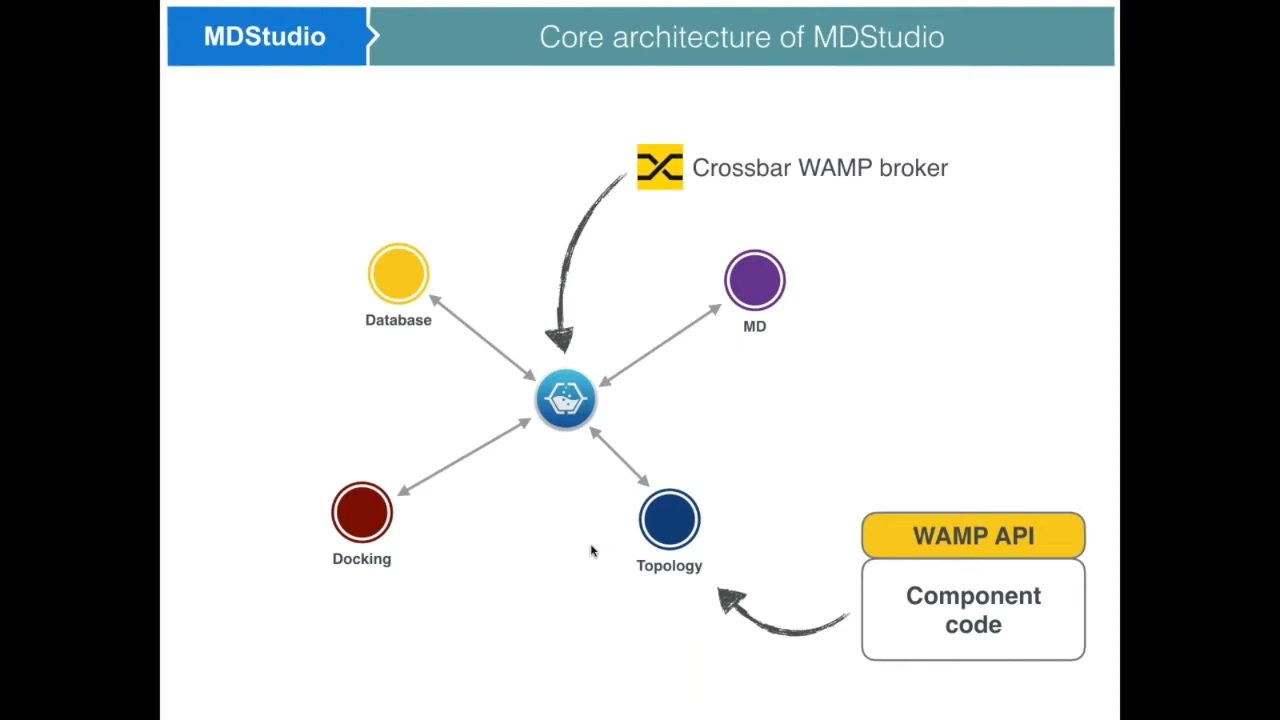 MDStudio
Core architecture of MDStudio
Crossbar WAMP broker
Database
MD
Docking
Topology
WAMP API
Component
code